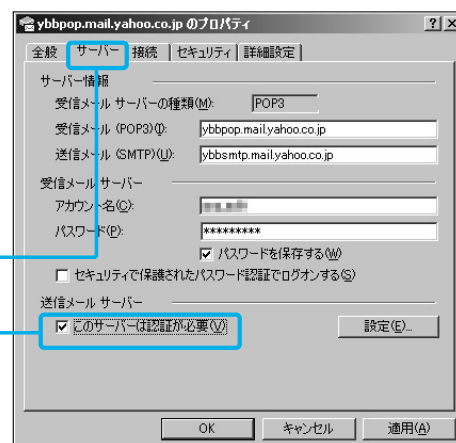 ybbpop.mail.yahoo.co.jp のプロパティ
全般 サーバー 接続 セキュリティ 詳細設定
サーバー情報
受信メール サーバーの種類(M): POP3
受信メール (POP3)(I): ybbpop.mail.yahoo.co.jp
送信メール (SMTP)(U): ybbsmtp.mail.yahoo.co.jp
受信メール サーバー
アカウント名(C):
パスワード(P): *********
パスワードを保存する(W)
セキュリティで保護されたパスワード認証でログオンする(S)
送信メール サーバー
このサーバーは認証が必要(V) 設定(E)...
OK キャンセル 適用(A)